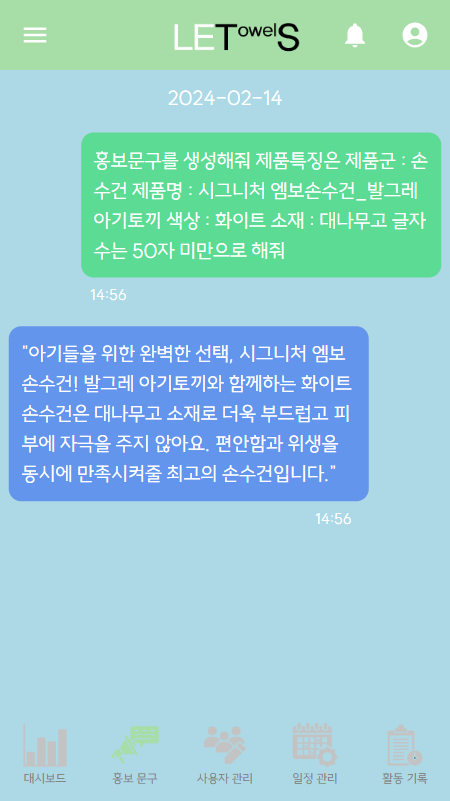 LETowelS
2024-02-14
홍보문구를 생성해줘 제품특징은 제품군 : 손
수건 제품명 : 시그니처 엠보손수건_발그레
아기토끼 색상 : 화이트 소재 : 대나무고 글자
수는 50자 미만으로 해줘
14:56
"아기들을 위한 완벽한 선택, 시그니처 엠보
손수건! 발그레 아기토끼와 함께하는 화이트
손수건은 대나무고 소재로 더욱 부드럽고 피
부에 자극을 주지 않아요. 편안함과 위생을
동시에 만족시켜줄 최고의 손수건입니다."
14:56
대시보드 홍보 문구 사용자 관리 일정 관리 활동 기록